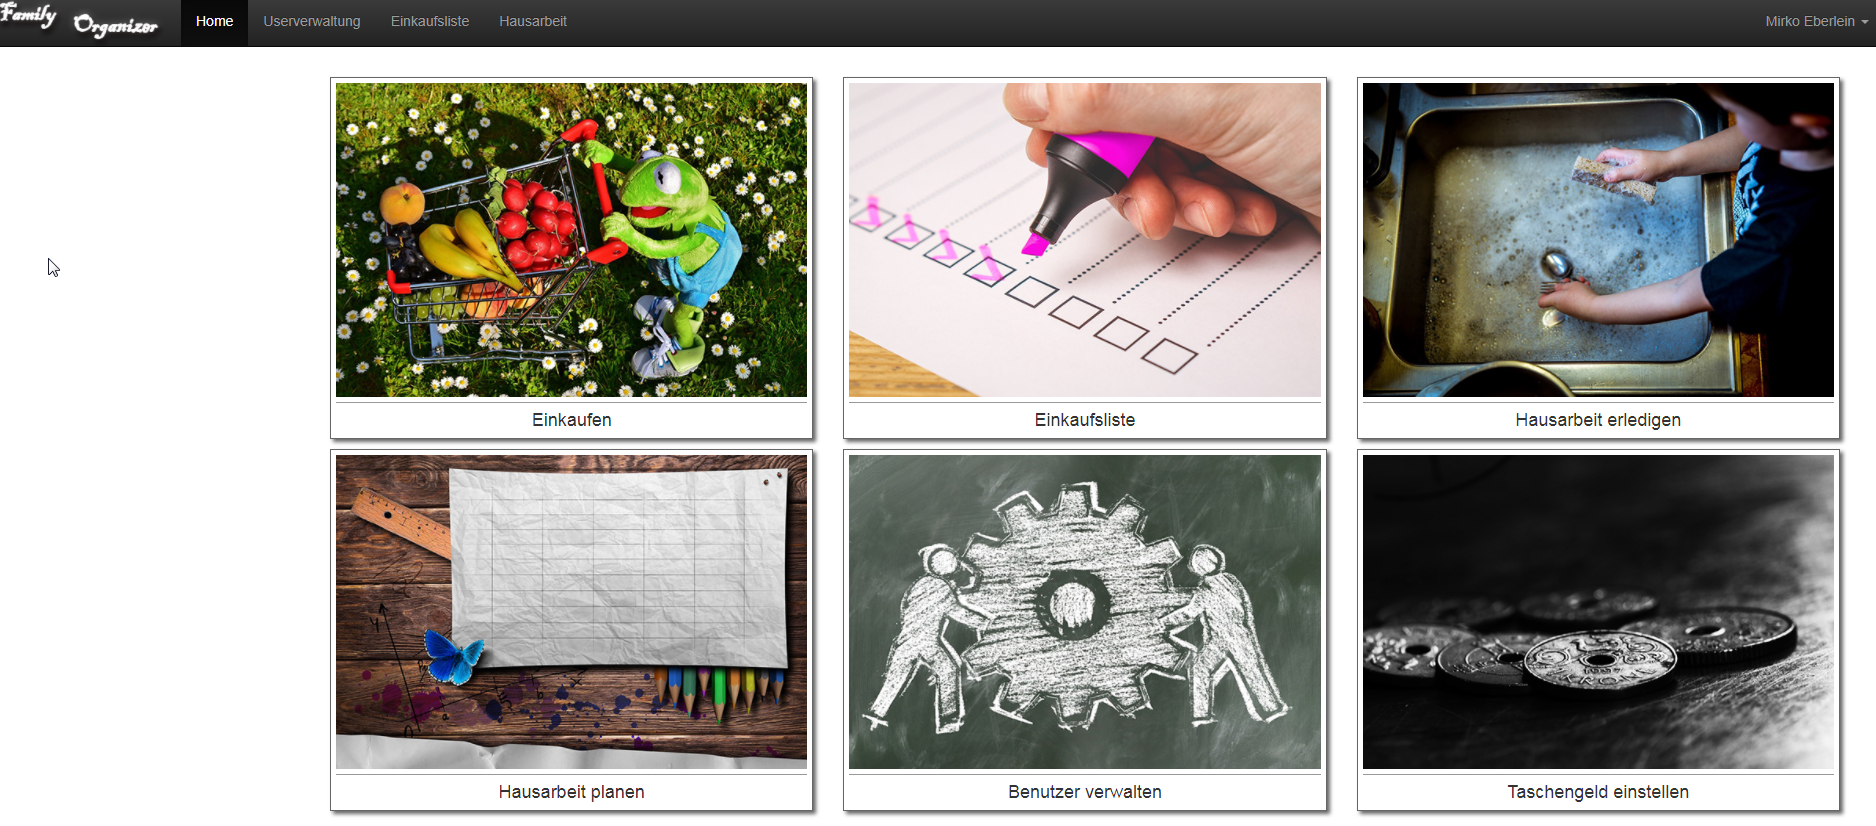 Family Organizer
Home Userverwaltung Einkaufsliste Hausarbeit Mirko Eberlein
Einkaufen Einkaufsliste Hausarbeit erledigen
Hausarbeit planen Benutzer verwalten Taschengeld einstellen